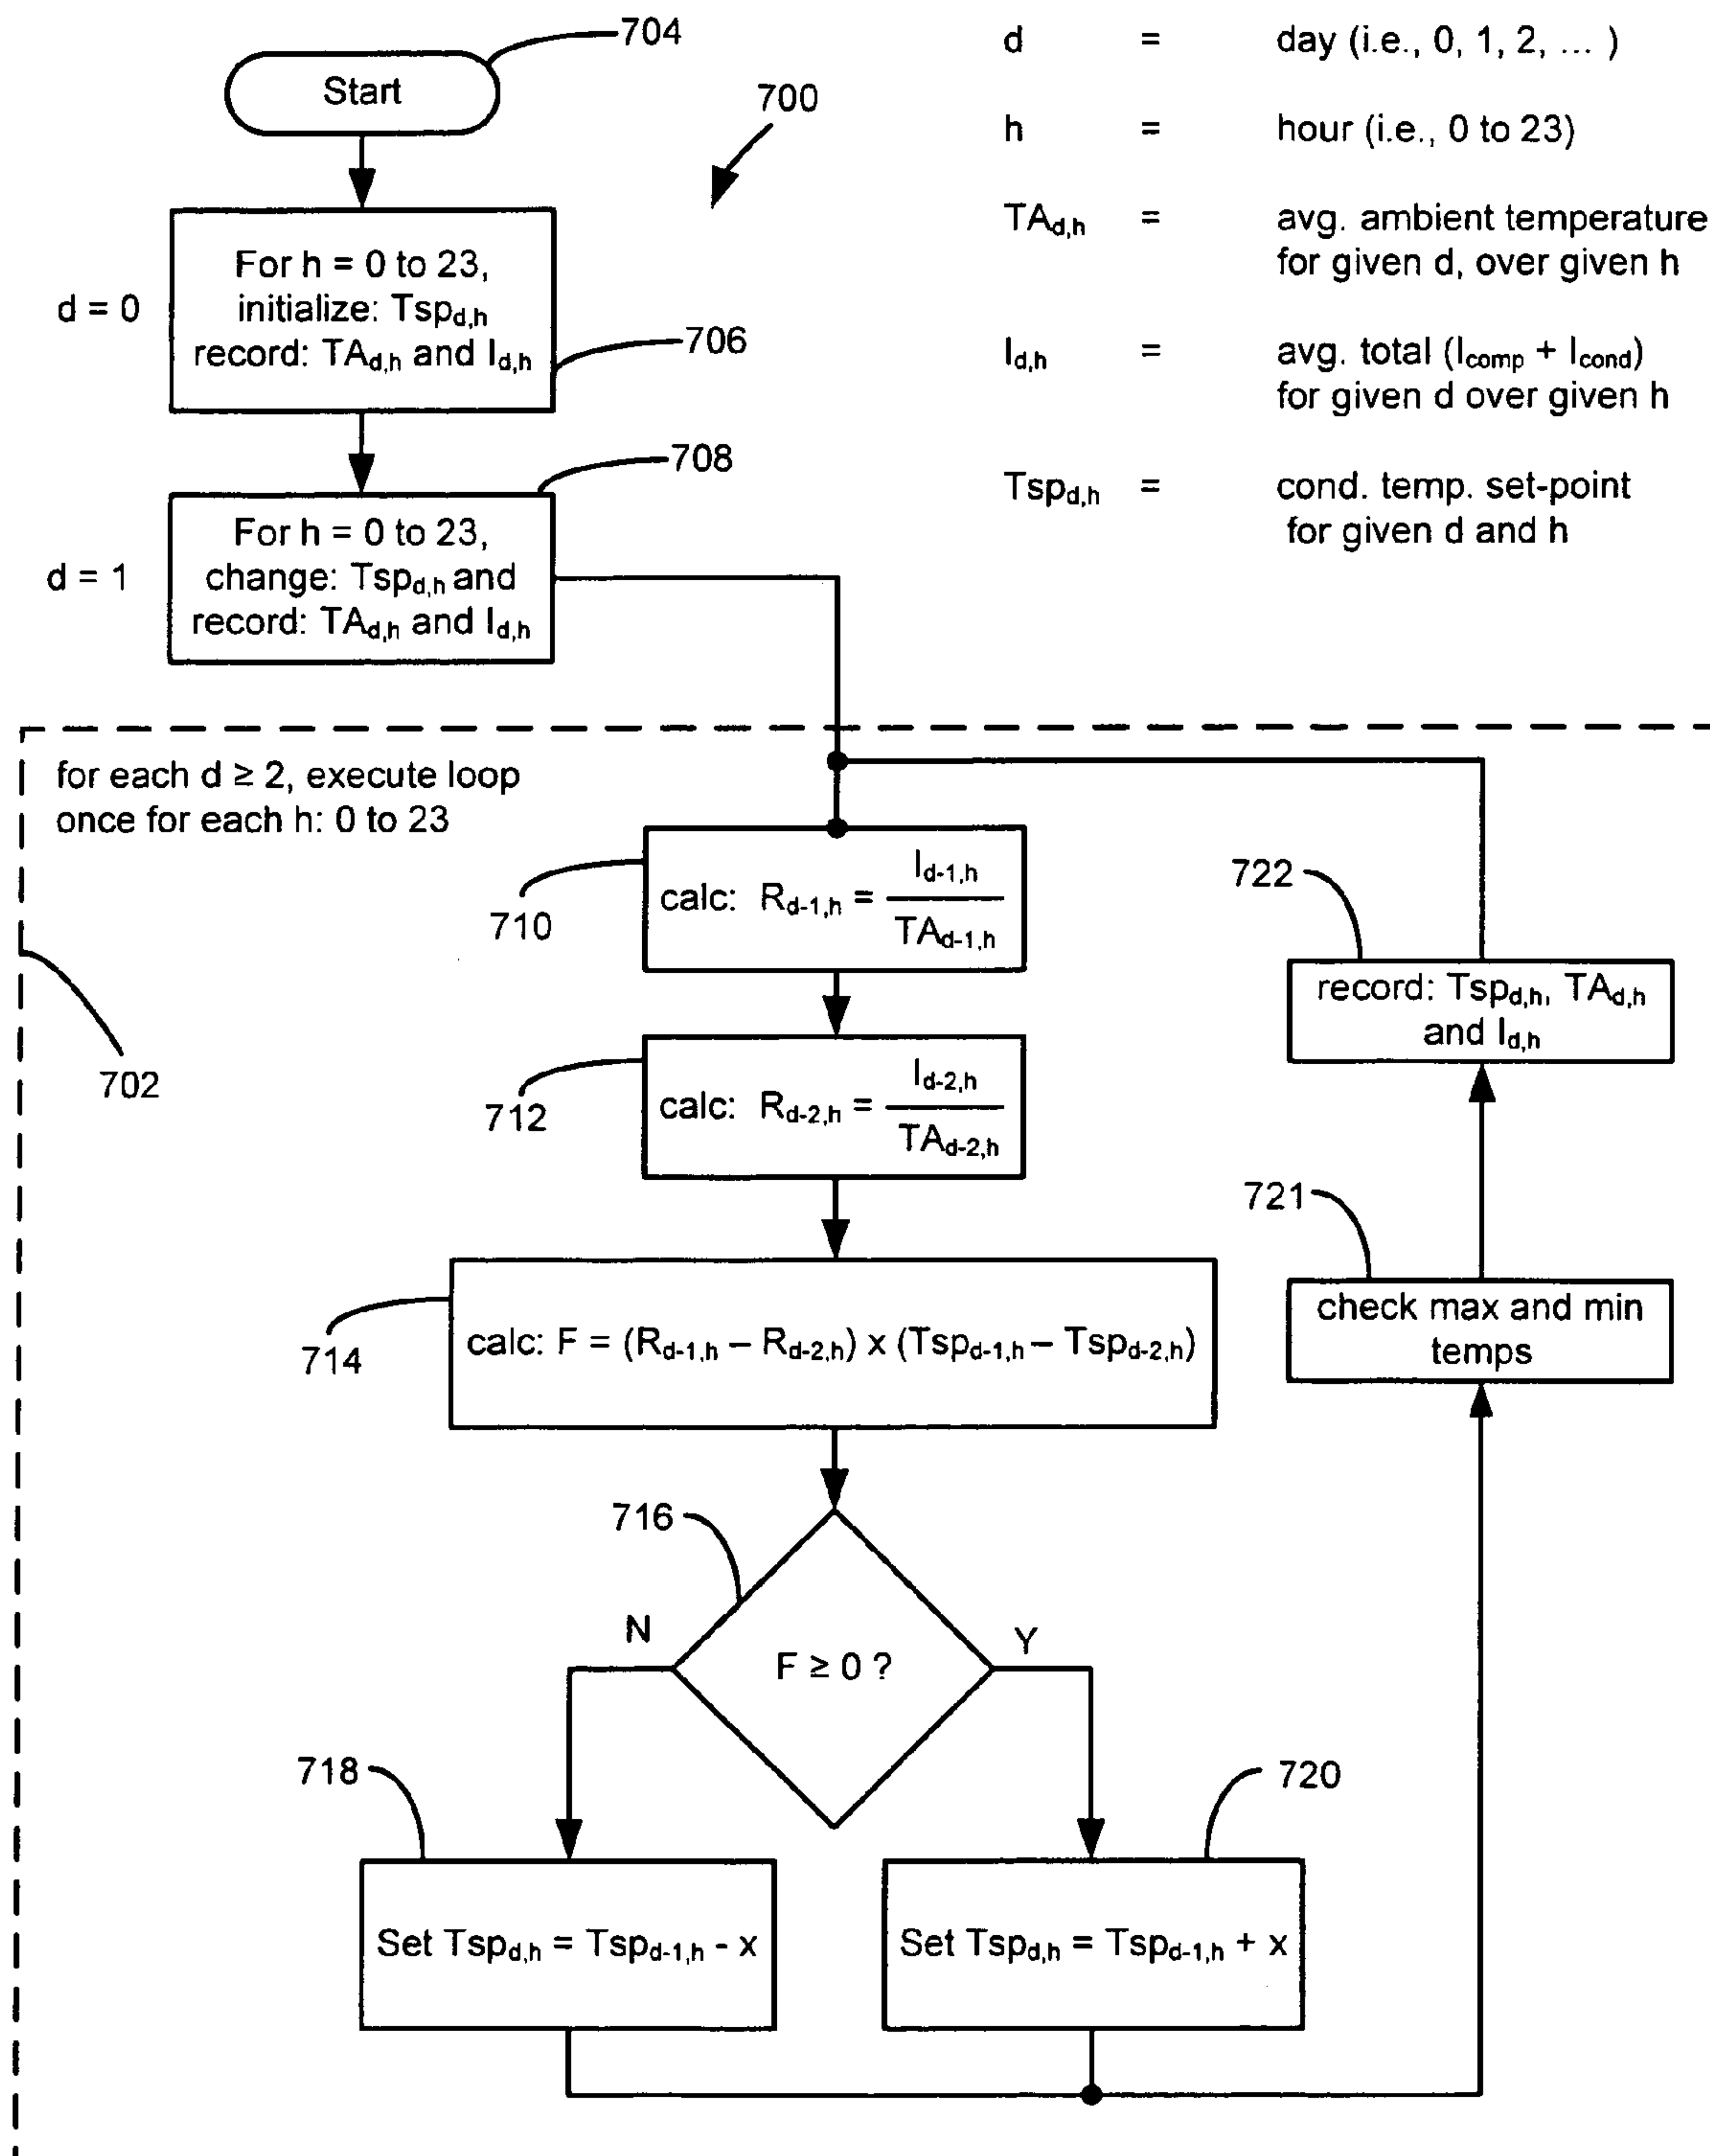 704
Start
700
d = day (i.e., 0, 1, 2, ... )
h = hour (i.e., 0 to 23)
TAd,h = avg. ambient temperature
for given d, over given h
Id,h = avg. total (Icomp + Icond)
for given d over given h
Tspd,h = cond. temp. set-point
for given d and h
d = 0
For h = 0 to 23,
initialize: Tspd,h
record: TAd,h and Id,h
706
708
d = 1
For h = 0 to 23,
change: Tspd,h and
record: TAd,h and Id,h
for each d ≥ 2, execute loop
once for each h: 0 to 23
702
710
calc: Rd-1,h = Id-1,h
TAd-1,h
712
calc: Rd-2,h = Id-2,h
TAd-2,h
714
calc: F = (Rd-1,h – Rd-2,h) x (Tspd-1,h – Tspd-2,h)
716
F ≥ 0 ?
N
Y
718
Set Tspd,h = Tspd-1,h - x
720
Set Tspd,h = Tspd-1,h + x
721
check max and min
temps
722
record: Tspd,h, TAd,h
and Id,h